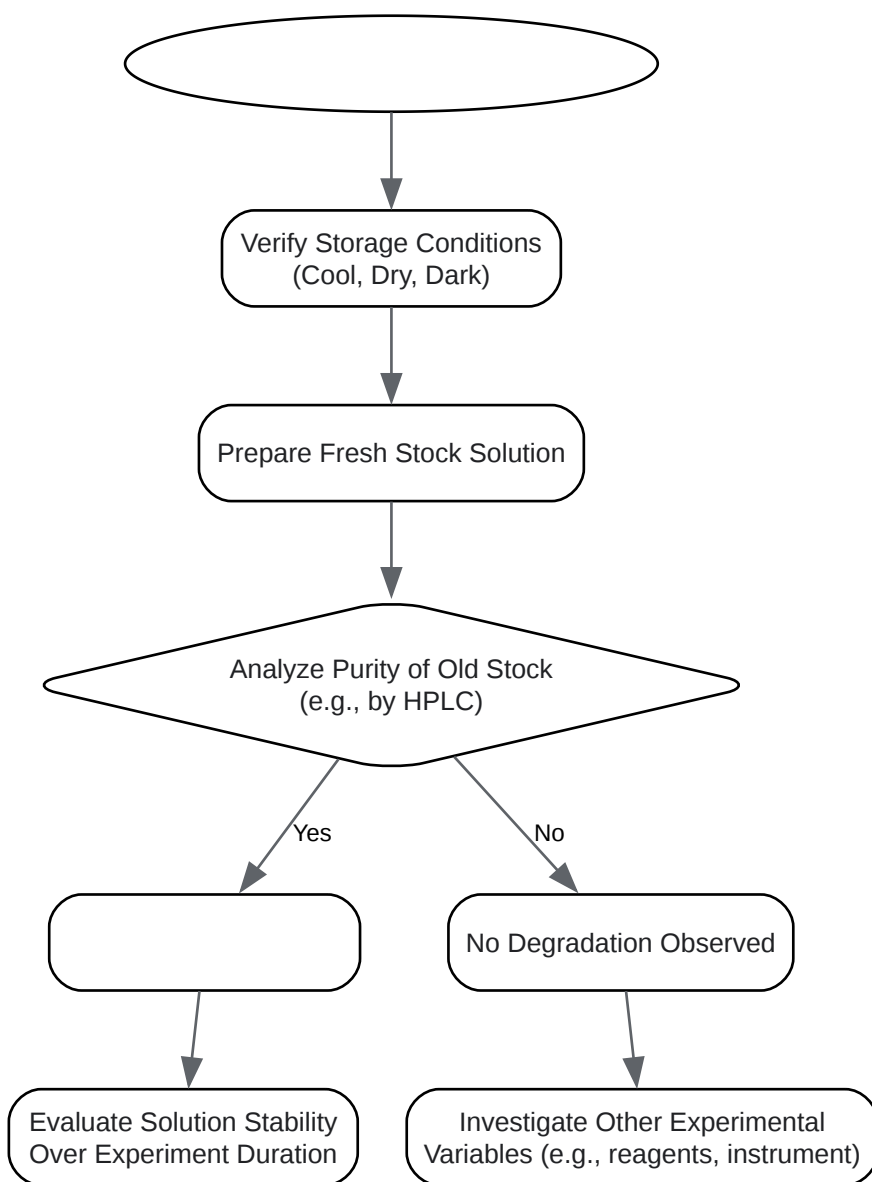 Verify Storage Conditions
(Cool, Dry, Dark)
Prepare Fresh Stock Solution
Analyze Purity of Old Stock
(e.g., by HPLC)
Yes
No
No Degradation Observed
Evaluate Solution Stability
Over Experiment Duration
Investigate Other Experimental
Variables (e.g., reagents, instrument)